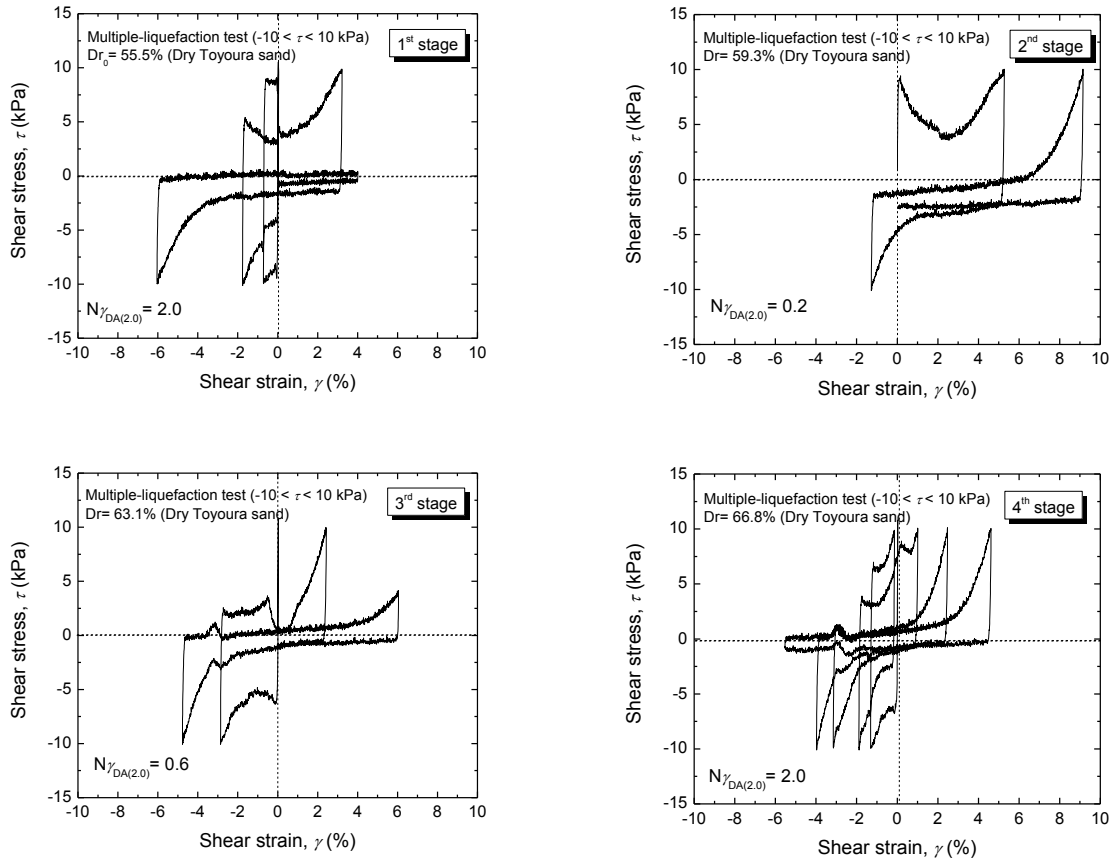 Multiple-liquefaction test (-10 < τ < 10 kPa)
Dr₀= 55.5% (Dry Toyoura sand)
1st stage
15
10
5
0
-5
-10
-15
Shear stress, τ (kPa)
NγDA(2.0)= 2.0
-10 -8 -6 -4 -2 0 2 4 6 8 10
Shear strain, γ (%)
Multiple-liquefaction test (-10 < τ < 10 kPa)
Dr= 59.3% (Dry Toyoura sand)
2nd stage
15
10
5
0
-5
-10
-15
Shear stress, τ (kPa)
NγDA(2.0)= 0.2
-10 -8 -6 -4 -2 0 2 4 6 8 10
Shear strain, γ (%)
Multiple-liquefaction test (-10 < τ < 10 kPa)
Dr= 63.1% (Dry Toyoura sand)
3rd stage
15
10
5
0
-5
-10
-15
Shear stress, τ (kPa)
NγDA(2.0)= 0.6
-10 -8 -6 -4 -2 0 2 4 6 8 10
Shear strain, γ (%)
Multiple-liquefaction test (-10 < τ < 10 kPa)
Dr= 66.8% (Dry Toyoura sand)
4th stage
15
10
5
0
-5
-10
-15
Shear stress, τ (kPa)
NγDA(2.0)= 2.0
-10 -8 -6 -4 -2 0 2 4 6 8 10
Shear strain, γ (%)